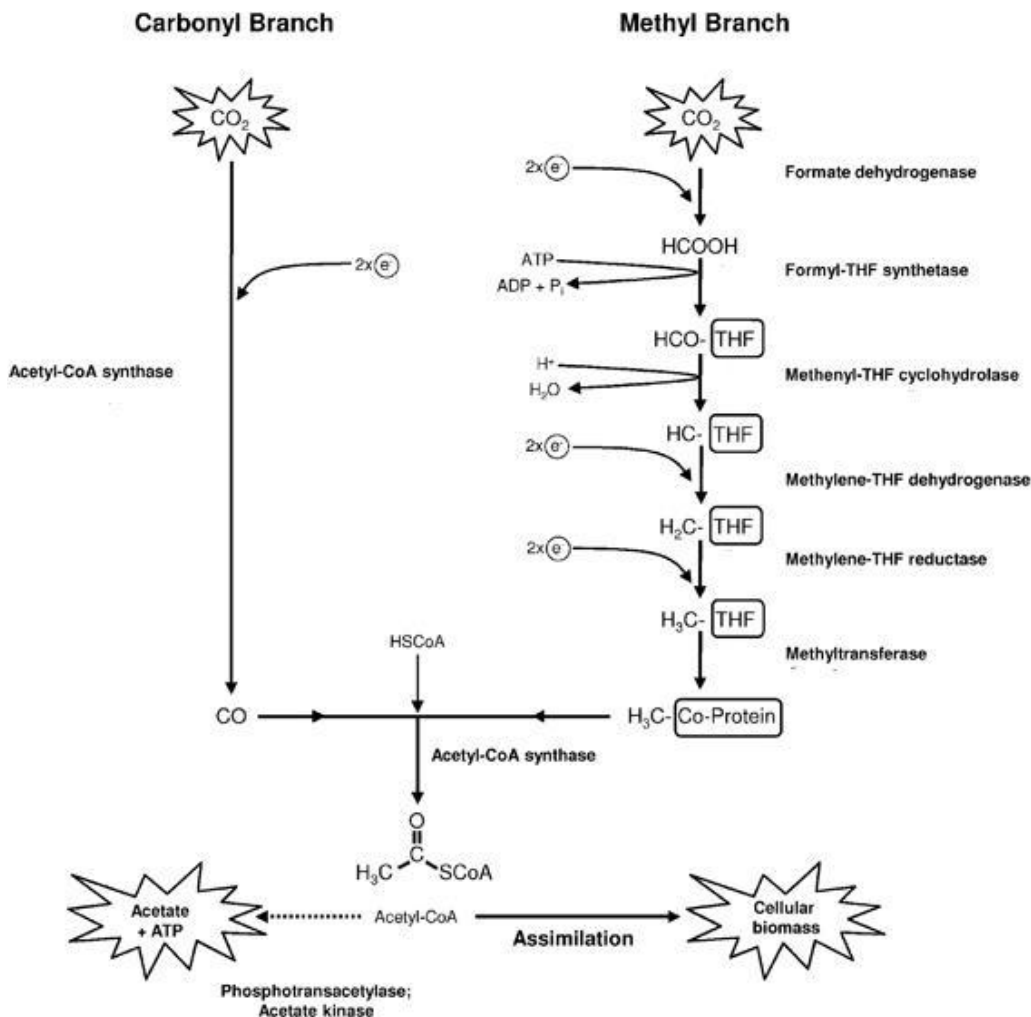 Carbonyl Branch
Methyl Branch
CO₂
CO₂
2x e⁻
Formate dehydrogenase
HCOOH
2x e⁻
ATP
ADP + Pᵢ
Formyl-THF synthetase
HCO- THF
Acetyl-CoA synthase
H⁺
H₂O
Methenyl-THF cyclohydrolase
HC- THF
2x e⁻
Methylene-THF dehydrogenase
H₂C- THF
2x e⁻
Methylene-THF reductase
H₃C- THF
HSCoA
Methyltransferase
CO
H₃C- Co-Protein
Acetyl-CoA synthase
O
C
H₃C
SCoA
Acetate
+ ATP
Acetyl-CoA
Assimilation
Cellular
biomass
Phosphotransacetylase;
Acetate kinase